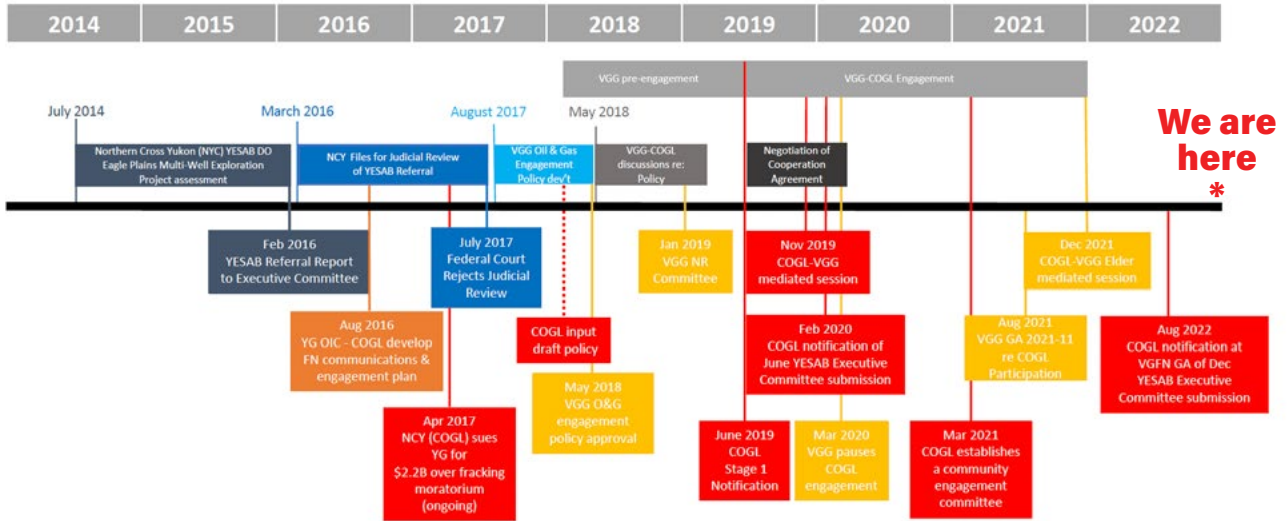 2014 2015 2016 2017 2018 2019 2020 2021 2022
VGG pre-engagement
VGG-COGL Engagement
July 2014
March 2016
August 2017
May 2018
We are
here
*
Northern Cross Yukon (NYC) YESAB DO
Eagle Plains Multi-Well Exploration
Project assessment
NCY Files for Judicial Review
of YESAB Referral
VGG Oil & Gas
Engagement
Policy dev't
VGG-COGL
discussions re:
Policy
Negotiation of
Cooperation
Agreement
Feb 2016
YESAB Referral Report
to Executive Committee
July 2017
Federal Court
Rejects Judicial
Review
Jan 2019
VGG NR
Committee
Nov 2019
COGL-VGG
mediated session
Dec 2021
COGL-VGG Elder
mediated session
Aug 2016
YG OIC - COGL develop
FN communications &
engagement plan
COGL input
draft policy
Feb 2020
COGL notification of
June YESAB Executive
Committee submission
Aug 2021
VGG GA 2021-11
re COGL
Participation
Aug 2022
COGL notification at
VGFN GA of Dec
YESAB Executive
Committee submission
May 2018
VGG O&G
engagement
policy approval
Apr 2017
NCY (COGL) sues
YG for
$2.2B over fracking
moratorium
(ongoing)
June 2019
COGL
Stage 1
Notification
Mar 2020
VGG pauses
COGL
engagement
Mar 2021
COGL establishes
a community
engagement
committee